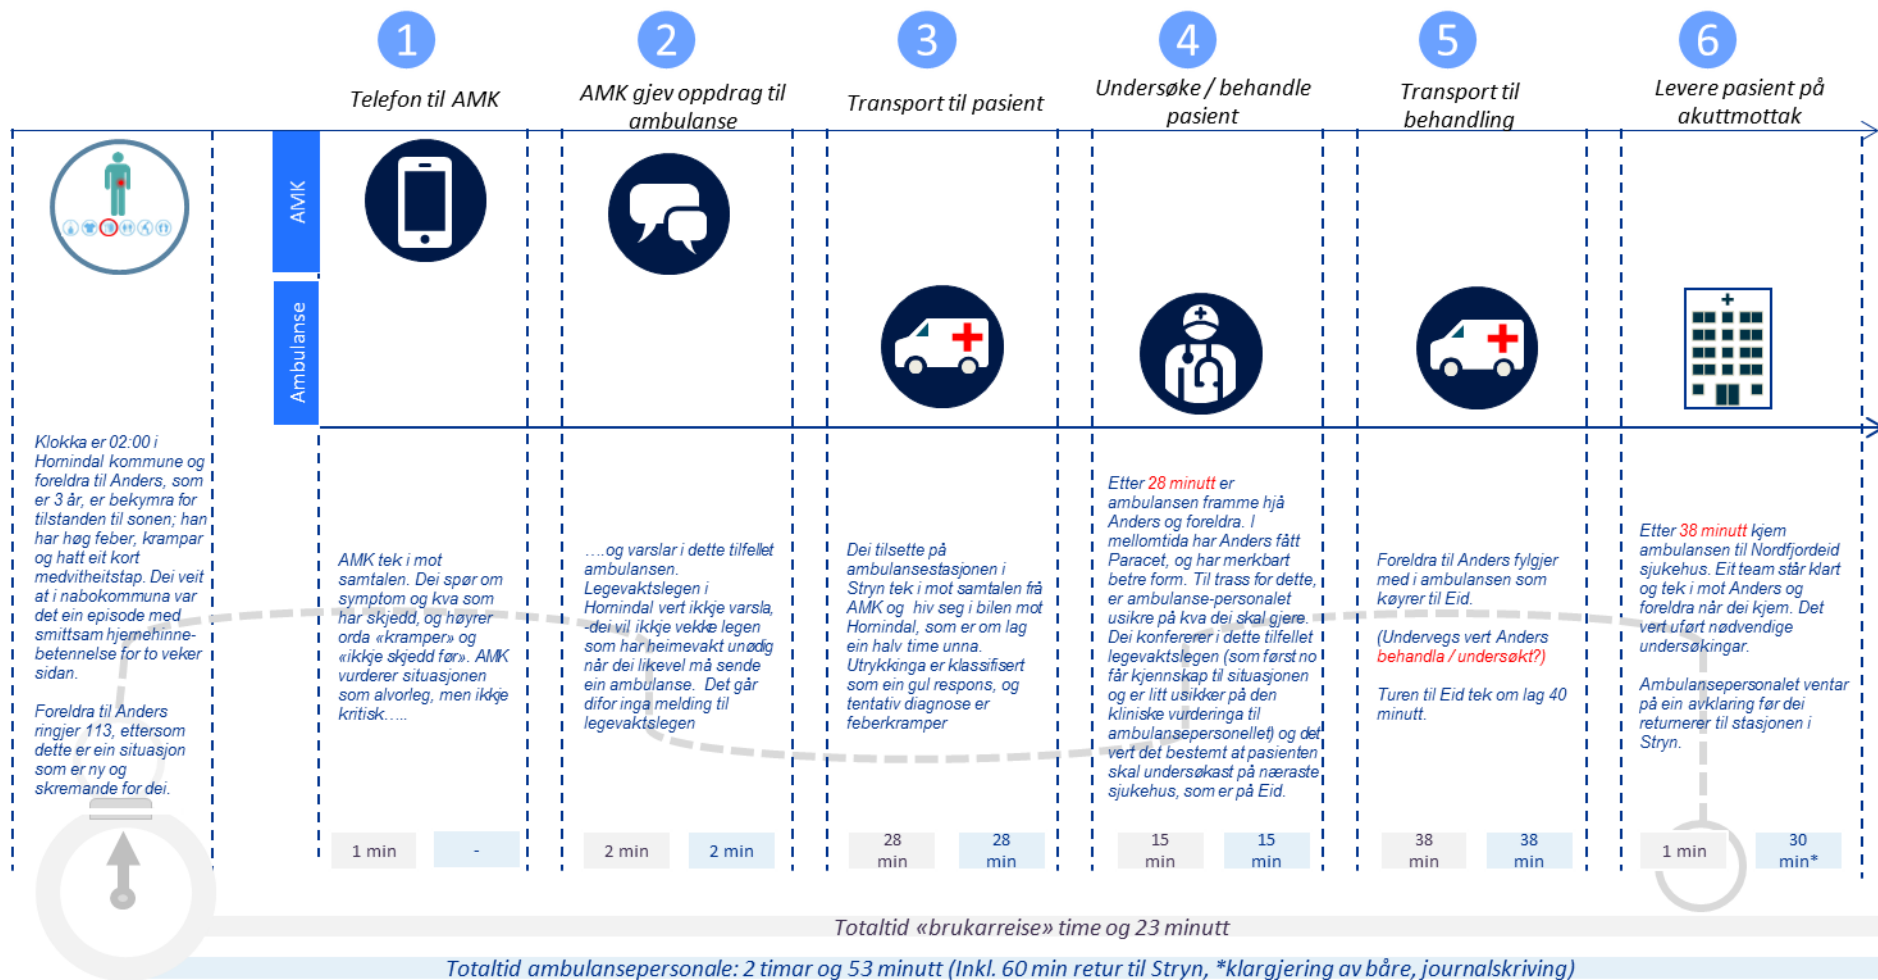 1
2
3
4
5
6
Telefon til AMK
AMK gjev oppdrag til
ambulanse
Transport til pasient
Undersøke / behandle
pasient
Transport til
behandling
Levere pasient på
akuttmottak
AMK
Ambulanse
Klokka er 02:00 i
Hornindal kommune og
foreldra til Anders, som
er 3 år, er bekymra for
tilstanden til sonen; han
har høg feber, krampar
og hatt eit kort
medvitheitstap. Dei veit
at i nabokommuna var
det ein episode med
smittsam hjernehinne-
betennelse for to veker
sidan.
Foreldra til Anders
ringjer 113, ettersom
dette er ein situasjon
som er ny og
skremande for dei.
AMK tek i mot
samtalen. Dei spør om
symptom og kva som
har skjedd, og høyrer
orda «kramper» og
«ikkje skjedd før». AMK
vurderer situasjonen
som alvorleg, men ikkje
kritisk…..
….og varslar i dette tilfellet
ambulansen.
Legevaktslegen i
Hornindal vert ikkje varsla,
-dei vil ikkje vekke legen
som har heimevakt unødig
når dei likevel må sende
ein ambulanse. Det går
difor inga melding til
legevaktslegen
Dei tilsette på
ambulansestasjonen i
Stryn tek i mot samtalen frå
AMK og hiv seg i bilen mot
Hornindal, som er om lag
ein halv time unna.
Utrykkinga er klassifisert
som ein gul respons, og
tentativ diagnose er
feberkramper
Etter 28 minutt er
ambulansen framme hjå
Anders og foreldra. I
mellomtida har Anders fått
Paracet, og har merkbart
betre form. Til trass for dette,
er ambulanse-personalet
usikre på kva dei skal gjere.
Dei konfererer i dette tilfellet
legevaktslegen (som først no
får kjennskap til situasjonen
og er litt usikker på den
kliniske vurderinga til
ambulansepersonellet) og det
vert det bestemt at pasienten
skal undersøkast på næraste
sjukehus, som er på Eid.
Foreldra til Anders fylgjer
med i ambulansen som
køyrer til Eid.
(Undervegs vert Anders
behandla / undersøkt?)
Turen til Eid tek om lag 40
minutt.
Etter 38 minutt kjem
ambulansen til Nordfjordeid
sjukehus. Eit team står klart
og tek i mot Anders og
foreldra når dei kjem. Det
vert uført nødvendige
undersøkingar.
Ambulansepersonalet ventar
på ein avklaring før dei
returnerer til stasjonen i
Stryn.
1 min
-
2 min
2 min
28
min
28
min
15
min
15
min
38
min
38
min
1 min
30
min*
Totaltid «brukarreise» time og 23 minutt
Totaltid ambulansepersonale: 2 timar og 53 minutt (Inkl. 60 min retur til Stryn, *klargjering av båre, journalskriving)